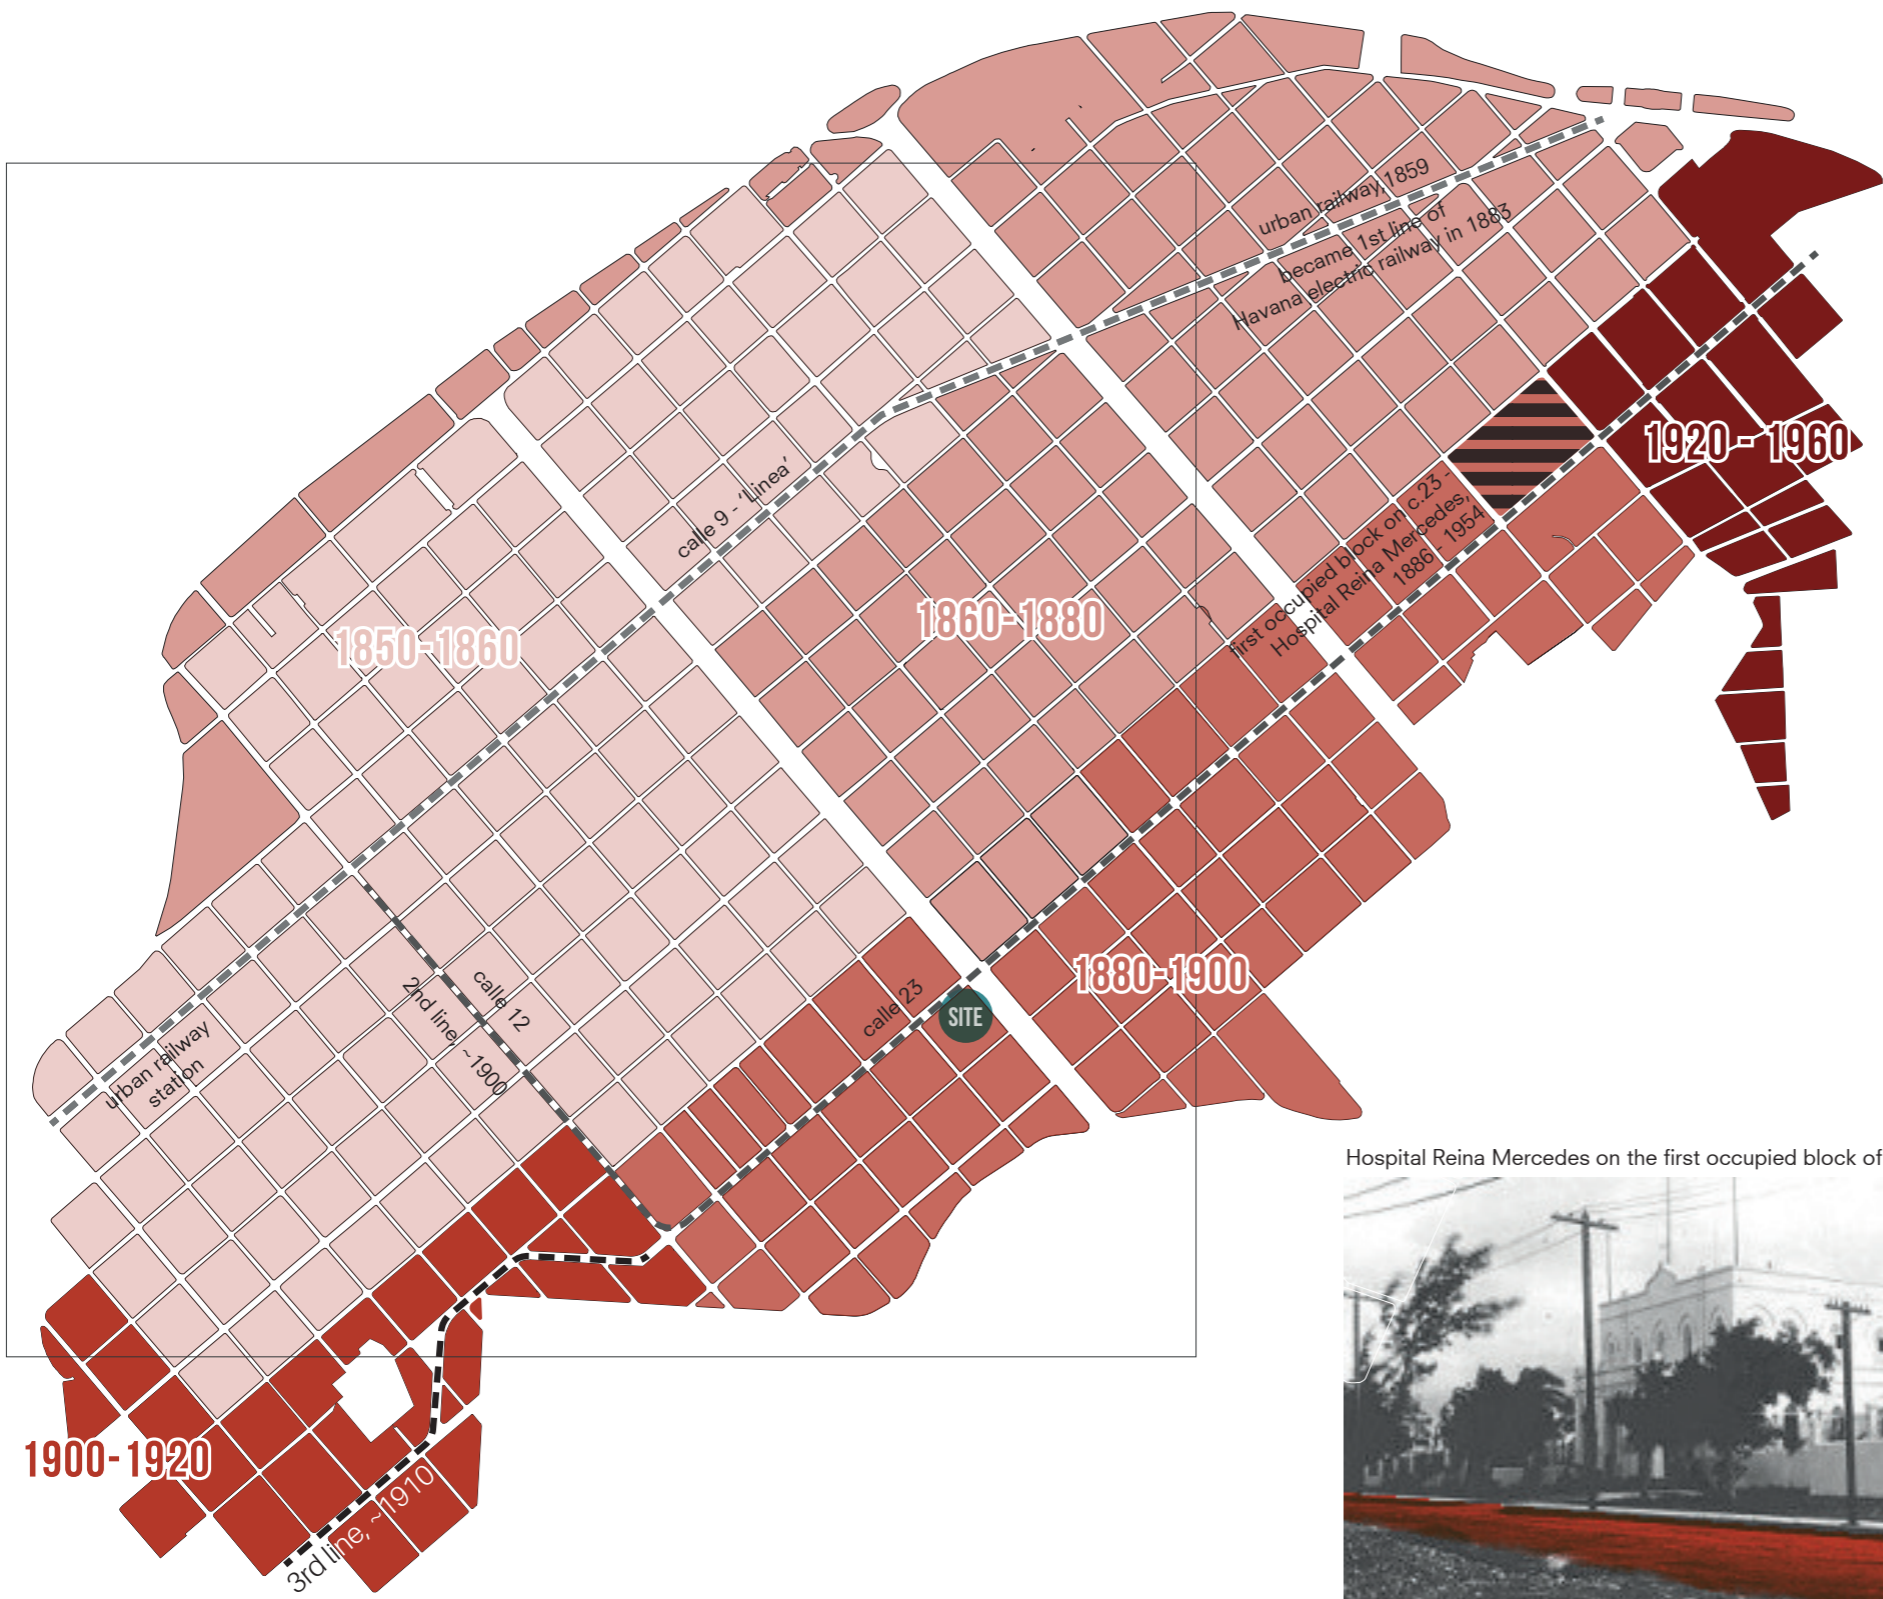 urban railway, 1859
became 1st line of
Havana electric railway in 1883
1920 - 1960
calle 9 - 'Linea'
first occupied block on c.23 -
Hospital Reina Mercedes,
1886 - 1954
1860-1880
1850-1860
calle 23
SITE
1880-1900
calle 12
2nd line, ~1900
urban railway
station
Hospital Reina Mercedes on the first occupied block of
1900-1920
3rd line, ~1910